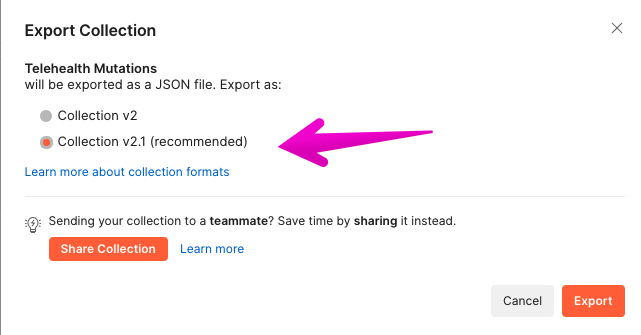 Export Collection
Telehealth Mutations
will be exported as a JSON file. Export as:
Collection v2
Collection v2.1 (recommended)
Learn more about collection formats
Sending your collection to a teammate? Save time by sharing it instead.
Share Collection Learn more
Cancel Export